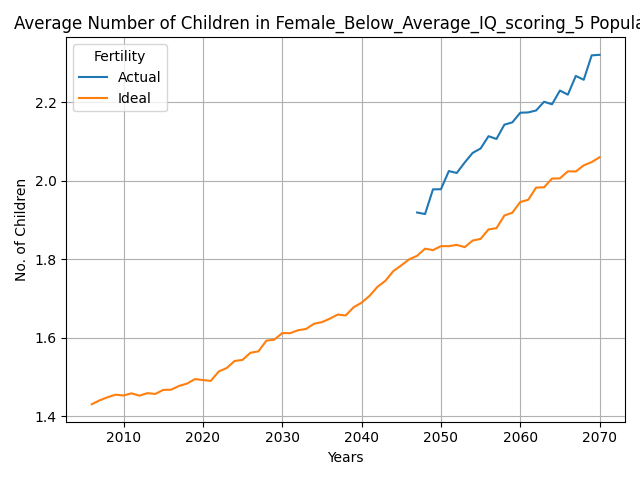 Average Number of Children in Female_Below_Average_IQ_scoring_5 Popula
Fertility
Actual
Ideal
2.2
2.0
1.8
1.6
1.4
No. of Children
2010 2020 2030 2040 2050 2060 2070
Years